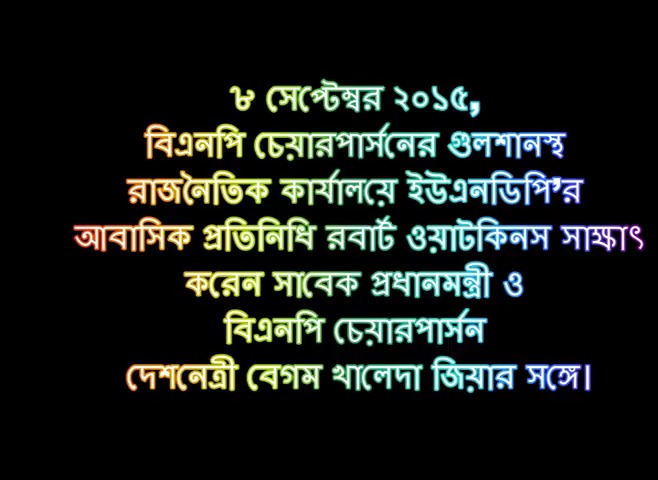 ৮ সেপ্টেম্বর ২০১৫,
বিএনপি চেয়ারপার্সনের গুলশানস্থ
রাজনৈতিক কার্যালয়ে ইউএনডিপি’র
আবাসিক প্রতিনিধি রবার্ট ওয়াটকিনস সাক্ষাৎ
করেন সাবেক প্রধানমন্ত্রী ও
বিএনপি চেয়ারপার্সন
দেশনেত্রী বেগম খালেদা জিয়ার সঙ্গে।